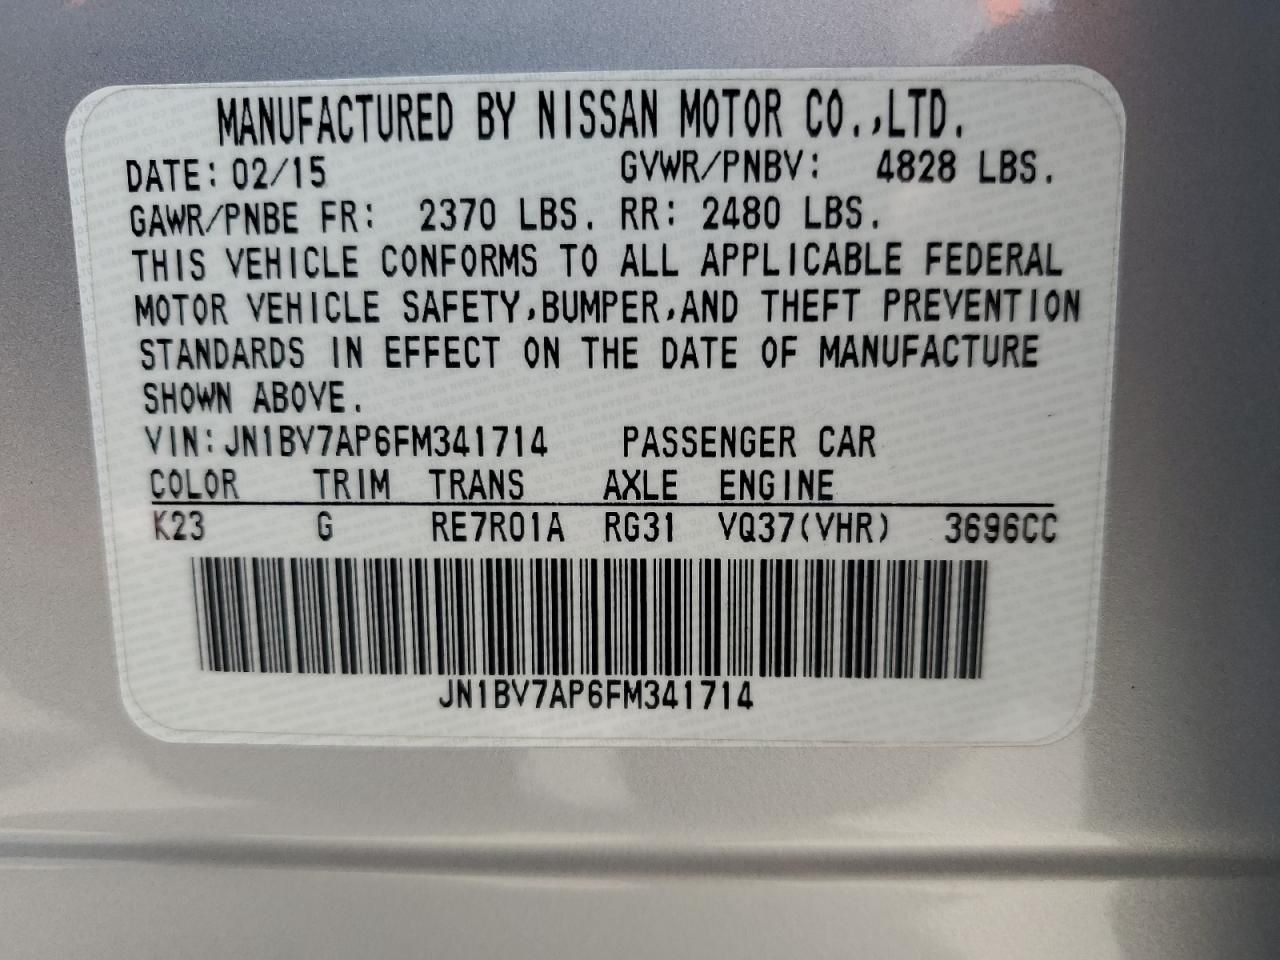 MANUFACTURED BY NISSAN MOTOR CO.,LTD.
DATE: 02/15 GVWR/PNBV: 4828 LBS.
GAWR/PNBE FR: 2370 LBS. RR: 2480 LBS.
THIS VEHICLE CONFORMS TO ALL APPLICABLE FEDERAL
MOTOR VEHICLE SAFETY,BUMPER,AND THEFT PREVENTION
STANDARDS IN EFFECT ON THE DATE OF MANUFACTURE
SHOWN ABOVE.
VIN:JN1BV7AP6FM341714 PASSENGER CAR
COLOR TRIM TRANS AXLE ENGINE
K23 G RE7R01A RG31 VQ37(VHR) 3696CC
JN1BV7AP6FM341714